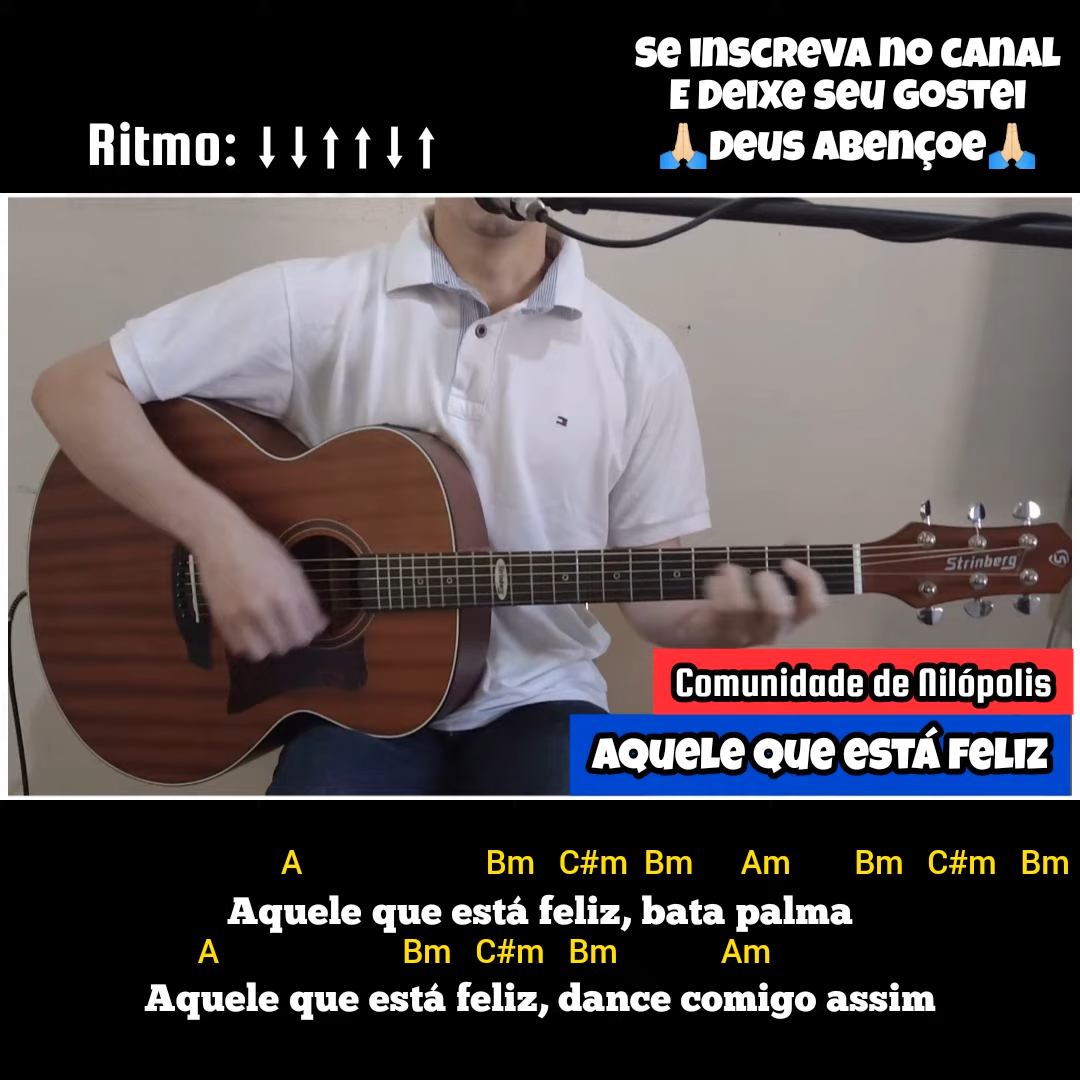 Se inscreva no canal
e deixe seu gostei
🙏Deus abençoe🙏
Ritmo: ↓↓↑↑↓↑
Strinberg
Comunidade de Nilópolis
Aquele que está feliz
A Bm C#m Bm Am Bm C#m Bm
Aquele que está feliz, bata palma
A Bm C#m Bm Am
Aquele que está feliz, dance comigo assim